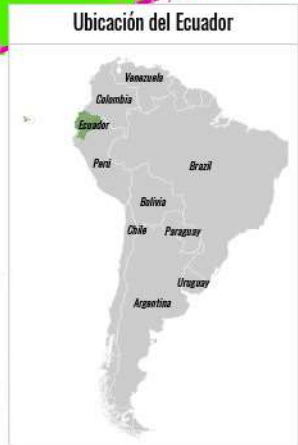 Ubicación del Ecuador
Venezuela
Colombia
Ecuador
Perú
Brazil
Bolivia
Chile
Paraguay
Uruguay
Argentina